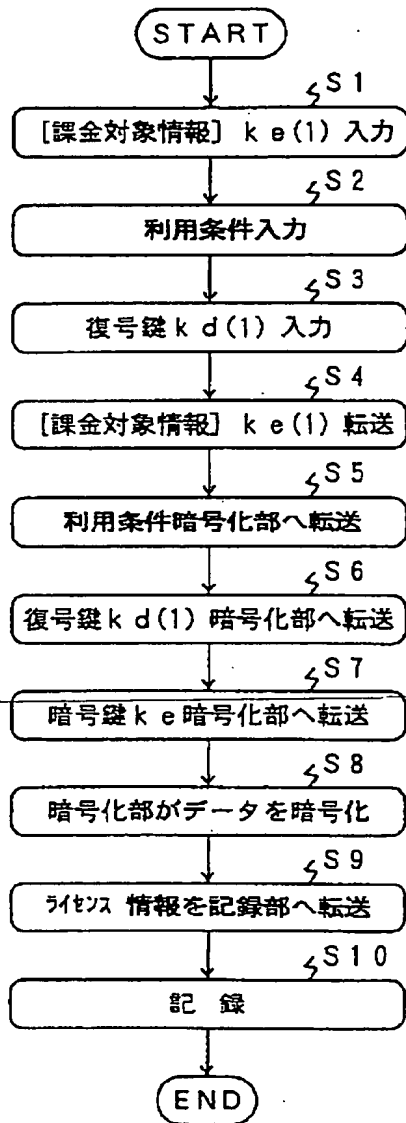 START
S1
[課金対象情報] ke(1) 入力
S2
利用条件入力
S3
復号鍵kd(1) 入力
S4
[課金対象情報] ke(1) 転送
S5
利用条件暗号化部へ転送
S6
復号鍵kd(1) 暗号化部へ転送
S7
暗号鍵ke暗号化部へ転送
S8
暗号化部がデータを暗号化
S9
ライセンス 情報を記録部へ転送
S10
記 録
END